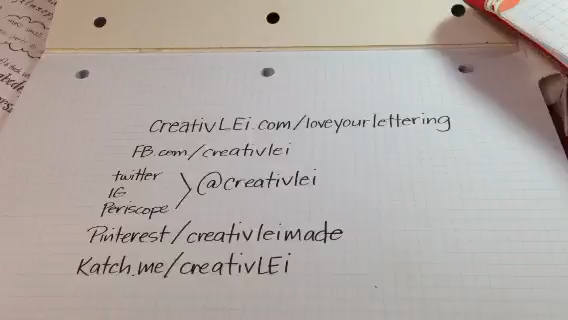 creativLEi.com/loveyourlettering
FB.com/creativlei
twitter
IG
Periscope
@creativlei
Pinterest/creativleimade
Katch.me/creativLEi